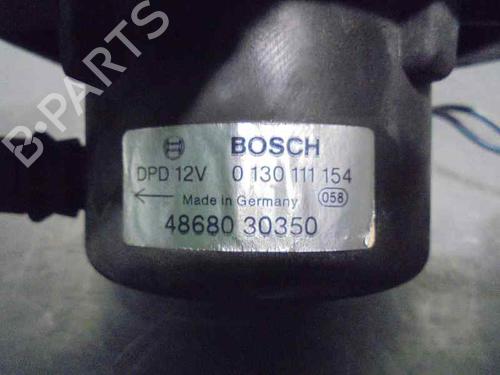 B-PARTS
BOSCH
DPD 12V 0 130 111 154
Made in Germany 058
48680 30350